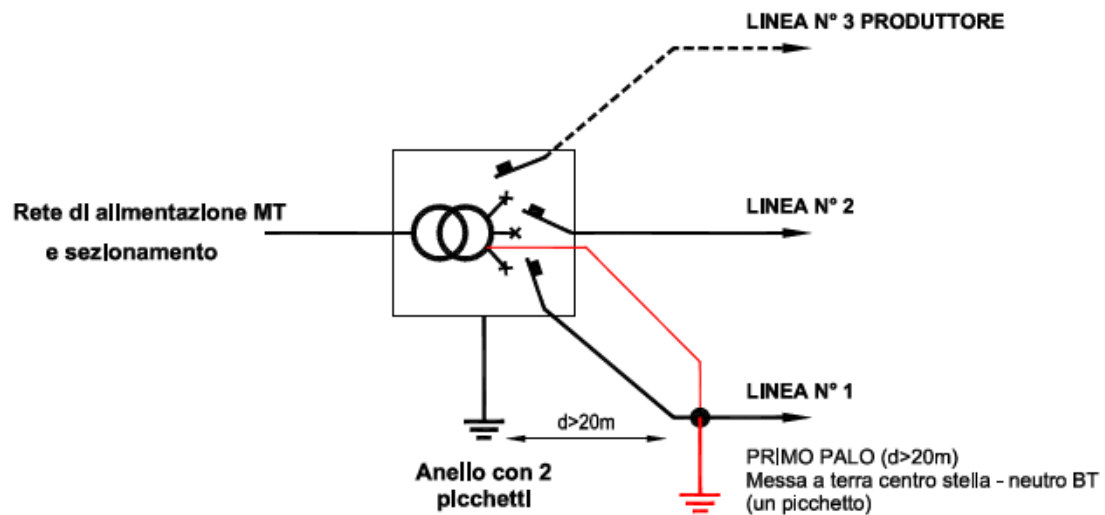 LINEA N° 3 PRODUTTORE
Rete di alimentazione MT
e sezionamento
LINEA N° 2
LINEA N° 1
d>20m
Anello con 2
picchetti
PRIMO PALO (d>20m)
Messa a terra centro stella - neutro BT
(un picchetto)